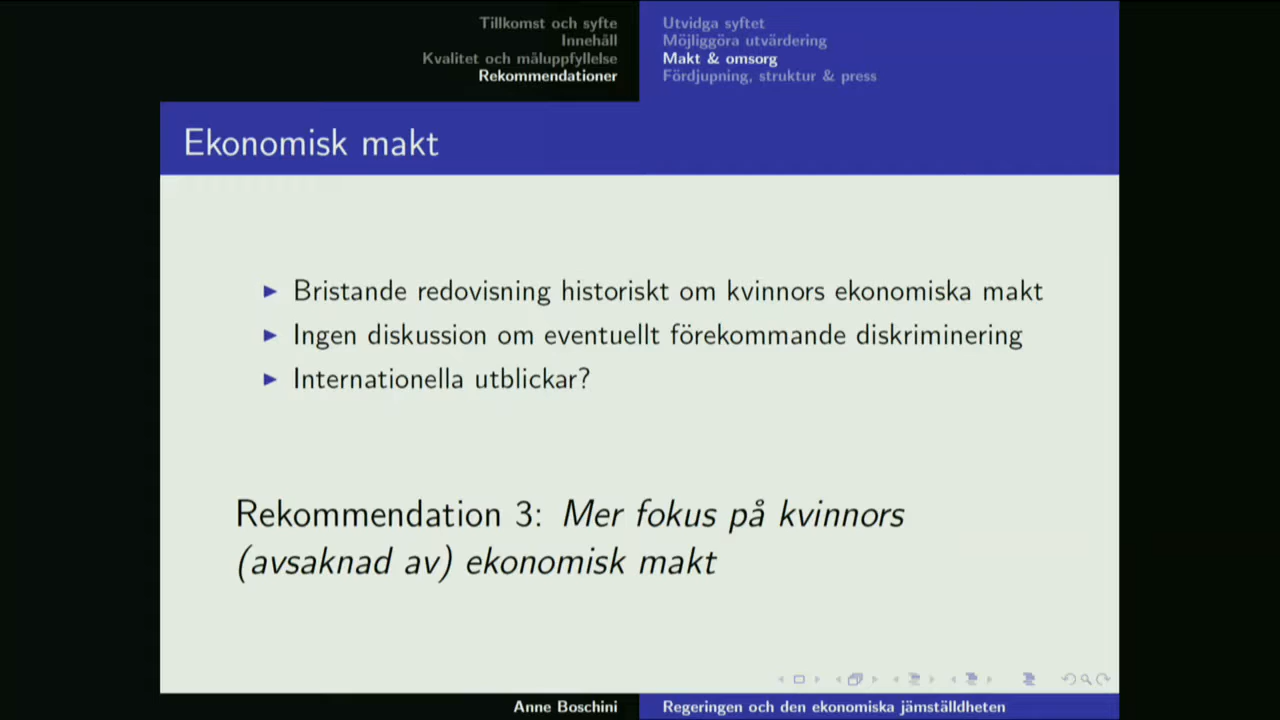 Tillkomst och syfte
Innehåll
Kvalitet och måluppfyllelse
Rekommendationer
Utvidga syftet
Möjliggöra utvärdering
Makt & omsorg
Fördjupning, struktur & press
Ekonomisk makt
Bristande redovisning historiskt om kvinnors ekonomiska makt
Ingen diskussion om eventuellt förekommande diskriminering
Internationella utblickar?
Rekommendation 3: Mer fokus på kvinnors
(avsaknad av) ekonomisk makt
Anne Boschini
Regeringen och den ekonomiska jämställdheten